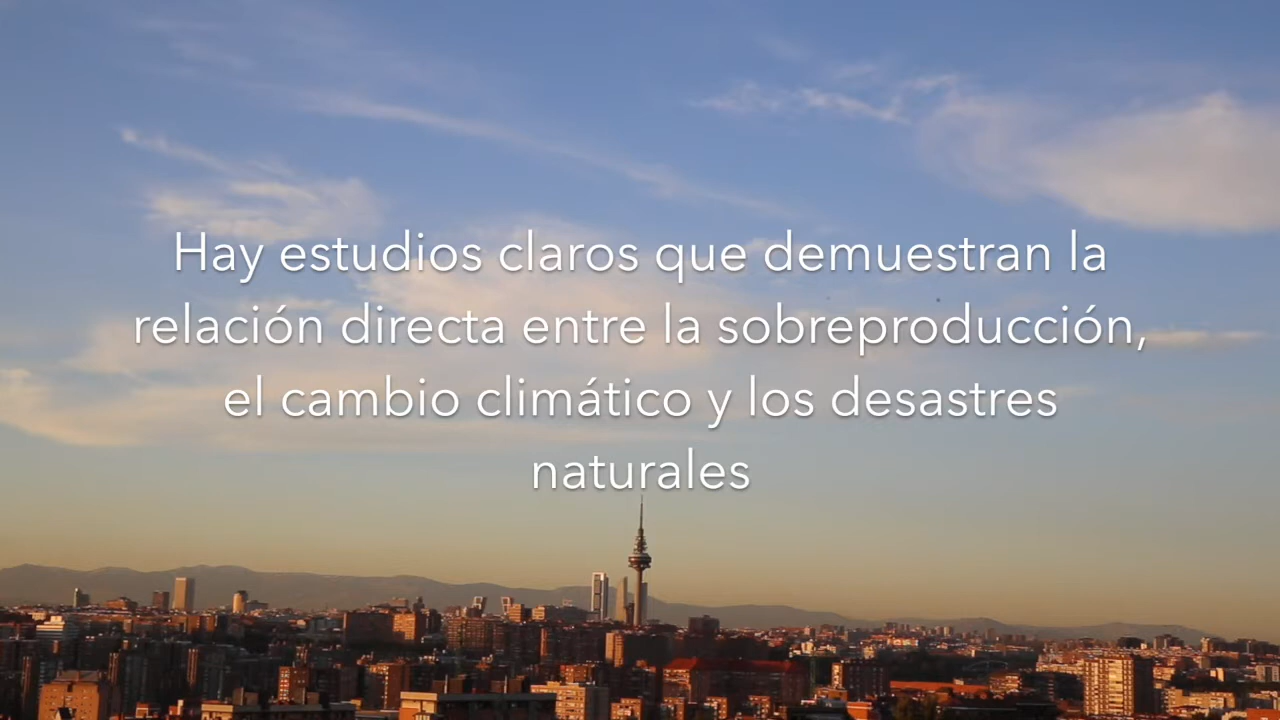 Hay estudios claros que demuestran la
relación directa entre la sobreproducción,
el cambio climático y los desastres
naturales